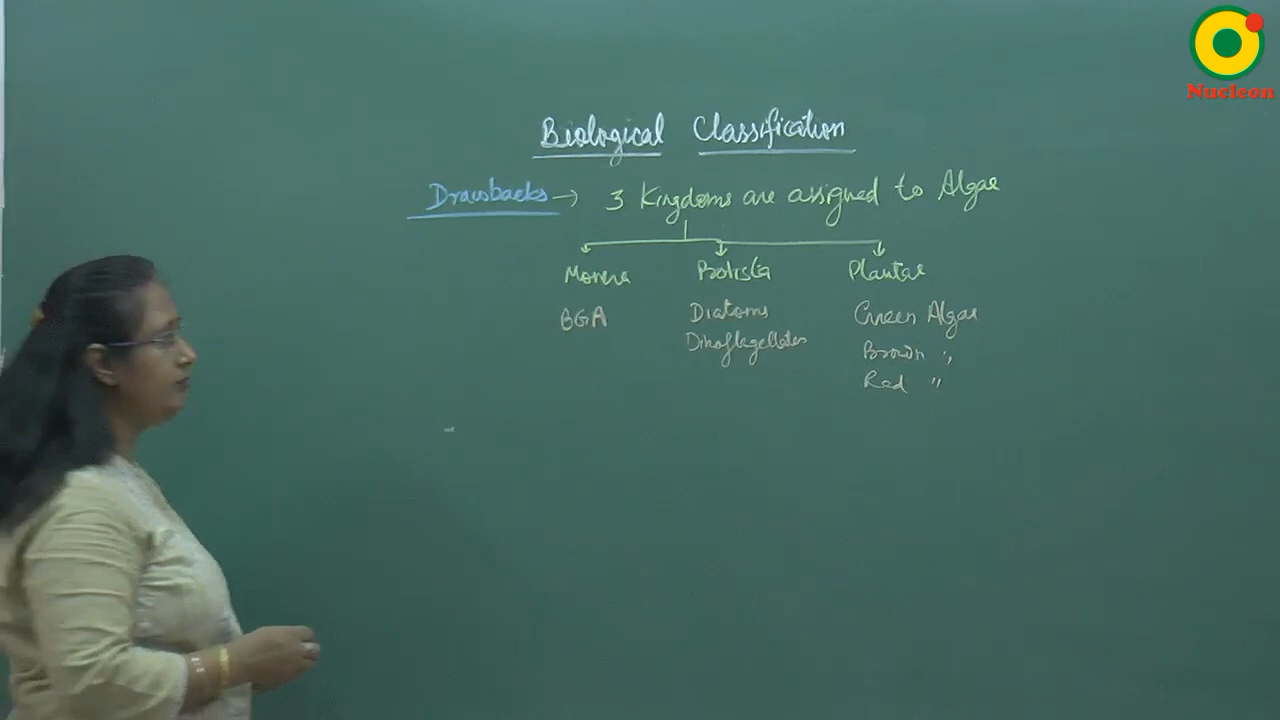 Nucleon
Biological Classification
Drawbacks → 3 Kingdoms are assigned to Algae
Monera Protista Plantae
BGA Diatoms Green Algae
Dinoflagellates Brown "
Red "